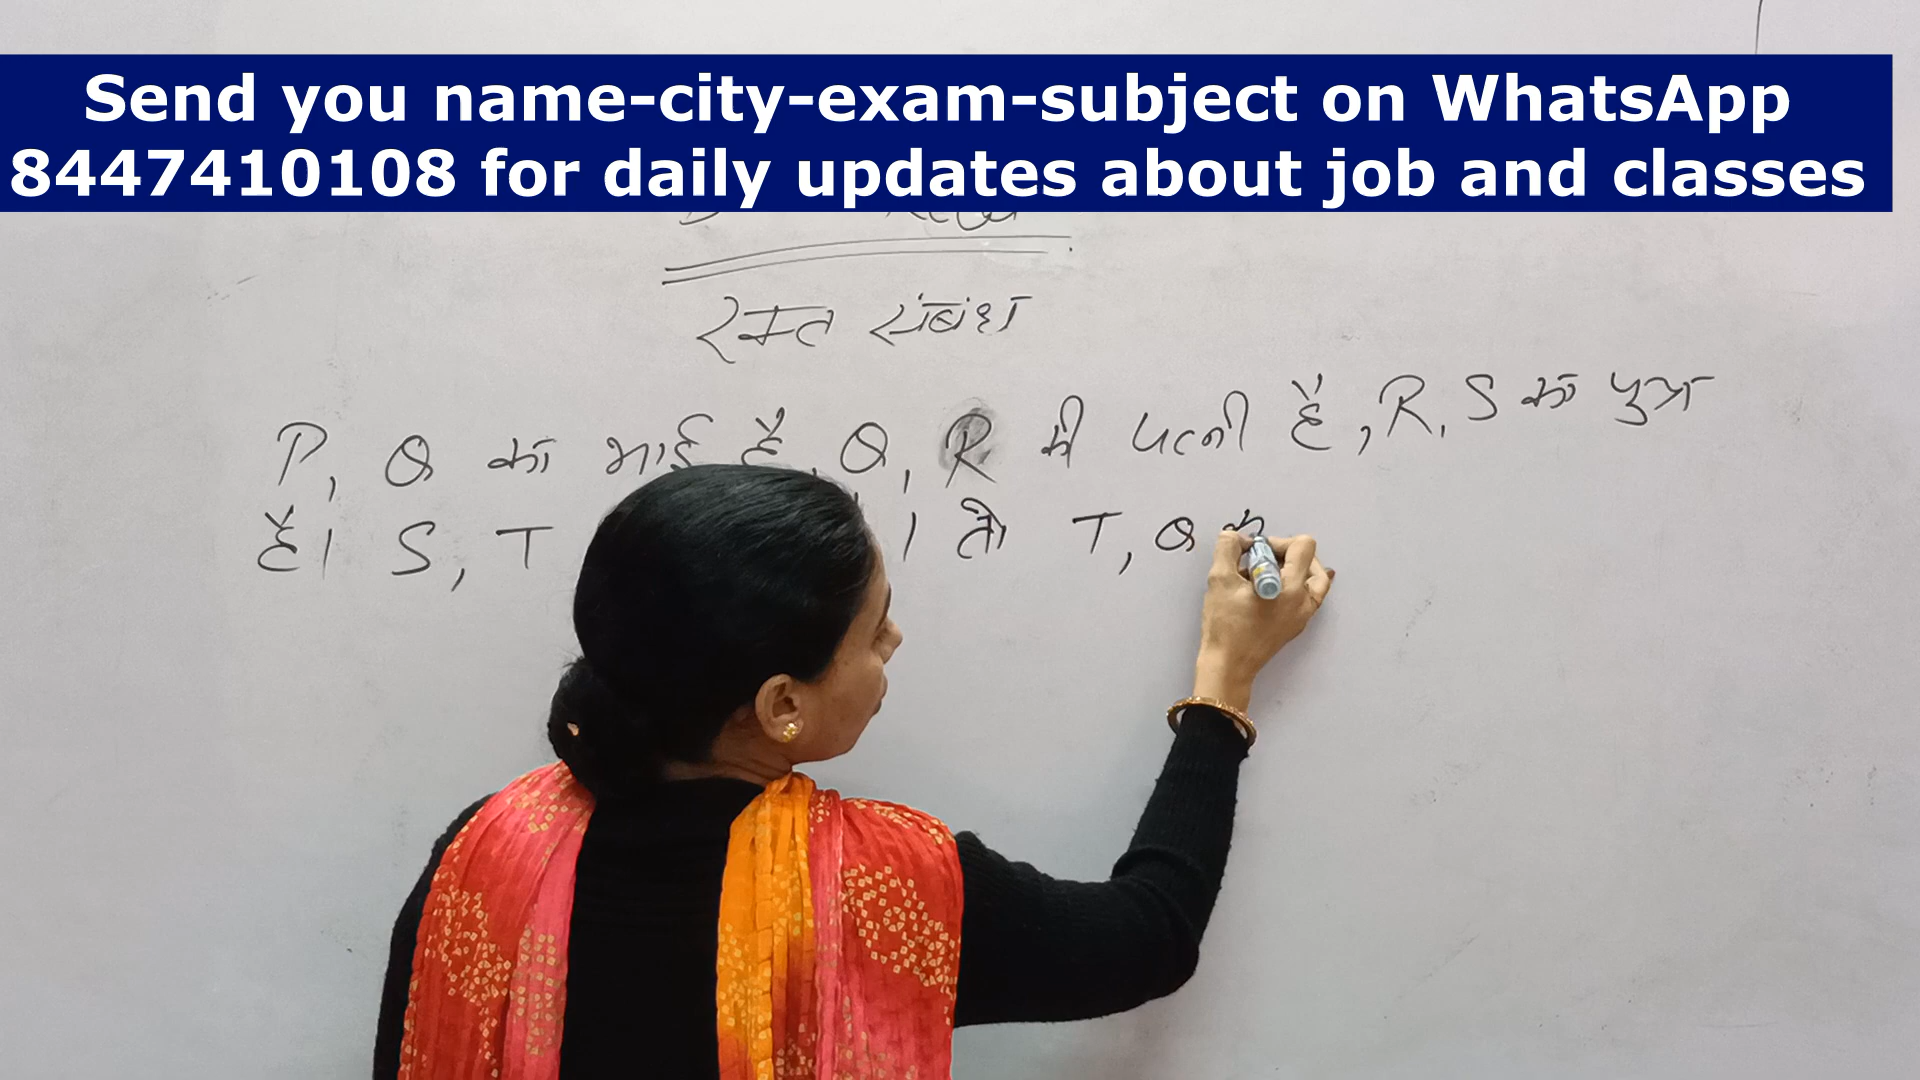 Send you name-city-exam-subject on WhatsApp
8447410108 for daily updates about job and classes
रक्त संबंध
P, Q का भाई है, Q, R की पत्नी है, R, S का पुत्र
है। S, T । तो T, Q